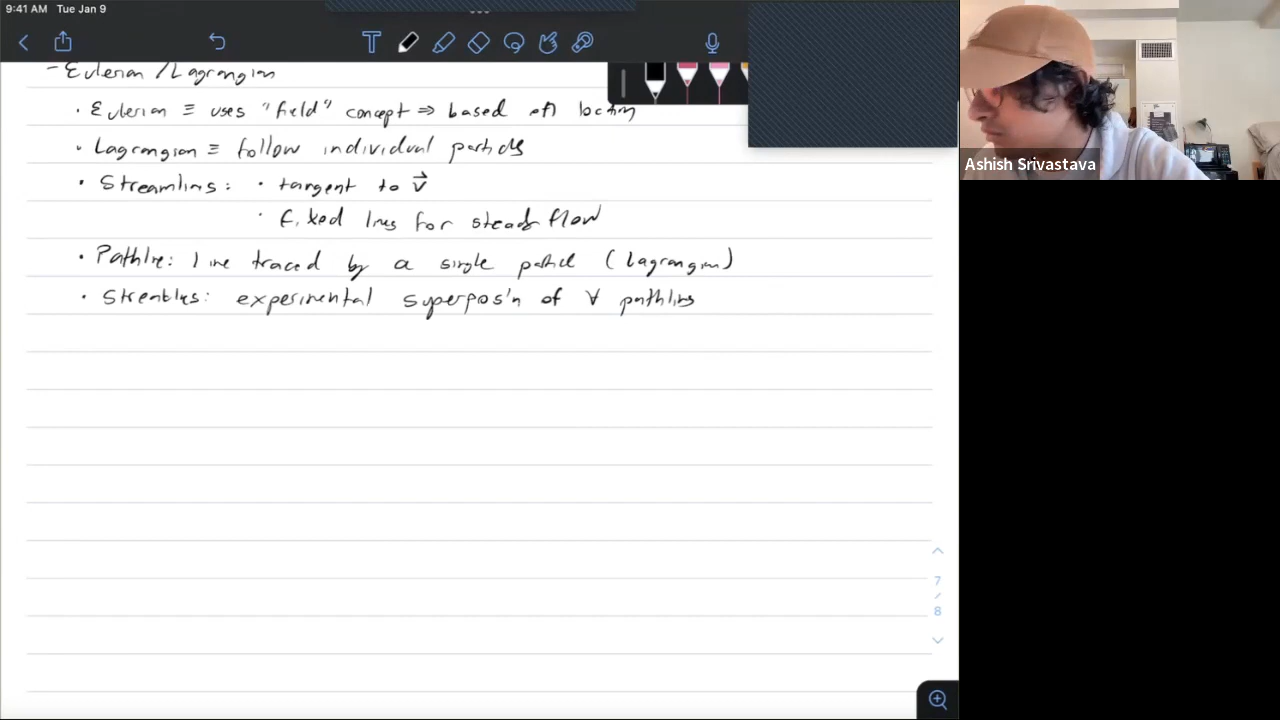 9:41 AM Tue Jan 9
- Eulerian / Lagrangian
• Eulerian ≡ uses "field" concept ⇒ based on location
• Lagrangian ≡ follow individual particles
• Streamlines: • tangent to v⃗
• fixed lines for steady flow
• Pathline: line traced by a single particle (Lagrangian)
• Streaklines: experimental superpos'n of ∀ pathlines
7
/
8
Ashish Srivastava